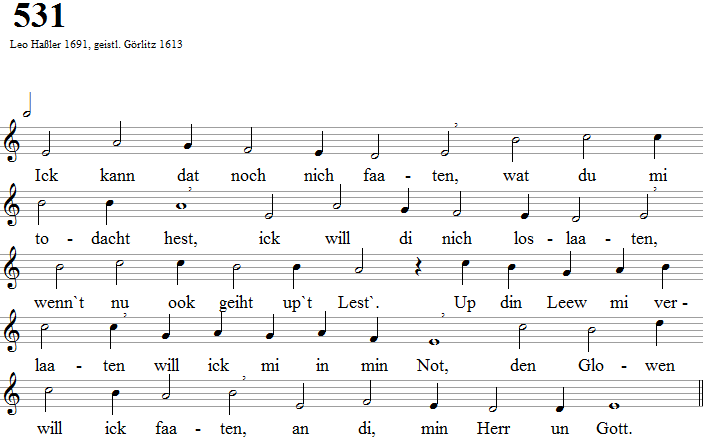 531
Leo Haßler 1691, geistl. Görlitz 1613
Ick kann dat noch nich faa - ten, wat du mi
to - dacht hest, ick will di nich los - laa - ten,
wenn`t nu ook geiht up`t Lest`. Up din Leew mi ver -
laa - ten will ick mi in min Not, den Glo - wen
will ick faa - ten, an di, min Herr un Gott.